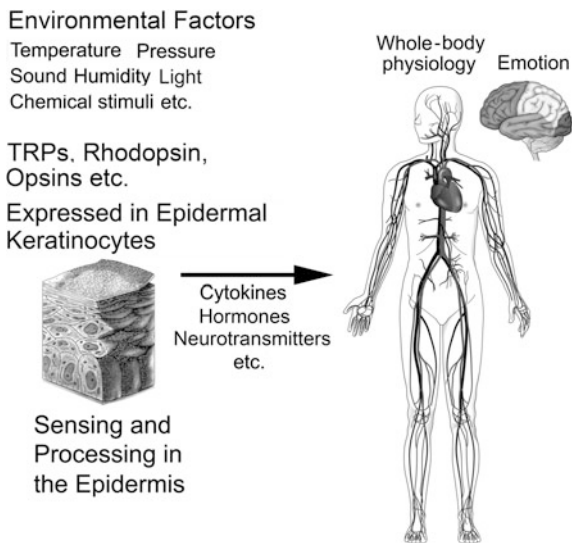 Environmental Factors
Temperature Pressure
Sound Humidity Light
Chemical stimuli etc.
TRPs, Rhodopsin,
Opsins etc.
Expressed in Epidermal
Keratinocytes
Sensing and
Processing in
the Epidermis
Cytokines
Hormones
Neurotransmitters
etc.
Whole-body
physiology
Emotion